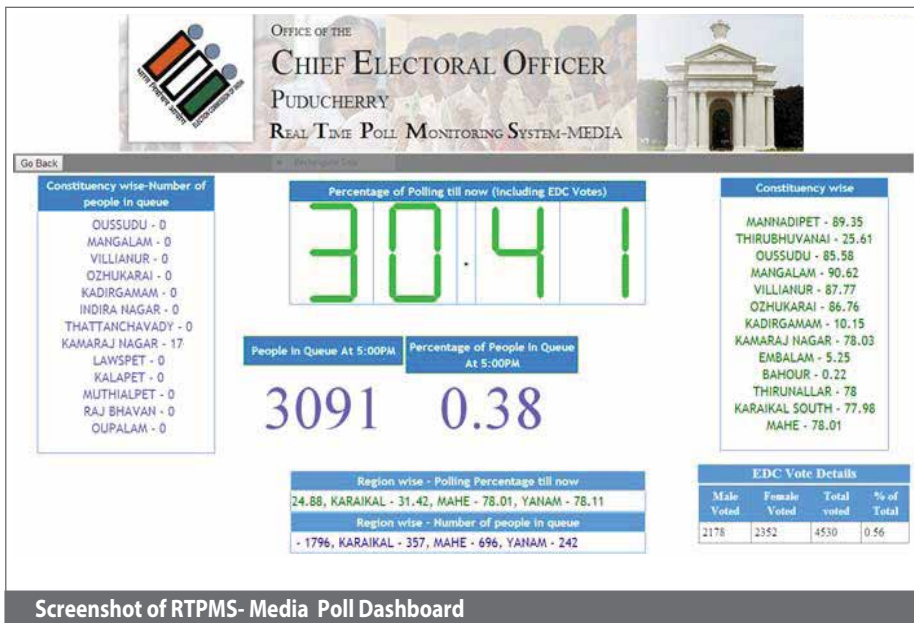 OFFICE OF THE
CHIEF ELECTORAL OFFICER
PUDUCHERRY
REAL TIME POLL MONITORING SYSTEM-MEDIA
Go Back
Constituency wise-Number of
people in queue
OUSSUDU - 0
MANGALAM - 0
VILLIANUR - 0
OZHUKARAI - 0
KADIRGAMAM - 0
INDIRA NAGAR - 0
THATTANCHAVADY - 0
KAMARAJ NAGAR - 17
LAWSPET - 0
KALAPET - 0
MUTHIALPET - 0
RAJ BHAVAN - 0
OUPALAM - 0
Percentage of Polling till now (Including EDC Votes)
30.41
People In Queue At 5:00PM
3091
Percentage of People In Queue
At 5:00PM
0.38
Region wise - Polling Percentage till now
24.88, KARAIKAL - 31.42, MAHE - 78.01, YANAM - 78.11
Region wise - Number of people in queue
- 1796, KARAIKAL - 357, MAHE - 696, YANAM - 242
Constituency wise
MANNADIPET - 89.35
THIRUBHUVANAI - 25.61
OUSSUDU - 85.58
MANGALAM - 90.62
VILLIANUR - 87.77
OZHUKARAI - 86.76
KADIRGAMAM - 10.15
KAMARAJ NAGAR - 78.03
EMBALAM - 5.25
BAHOUR - 0.22
THIRUNALLAR - 78
KARAIKAL SOUTH - 77.98
MAHE - 78.01
EDC Vote Details
Male Voted Female Voted Total voted % of Total
2178 2352 4530 0.56
Screenshot of RTPMS- Media Poll Dashboard